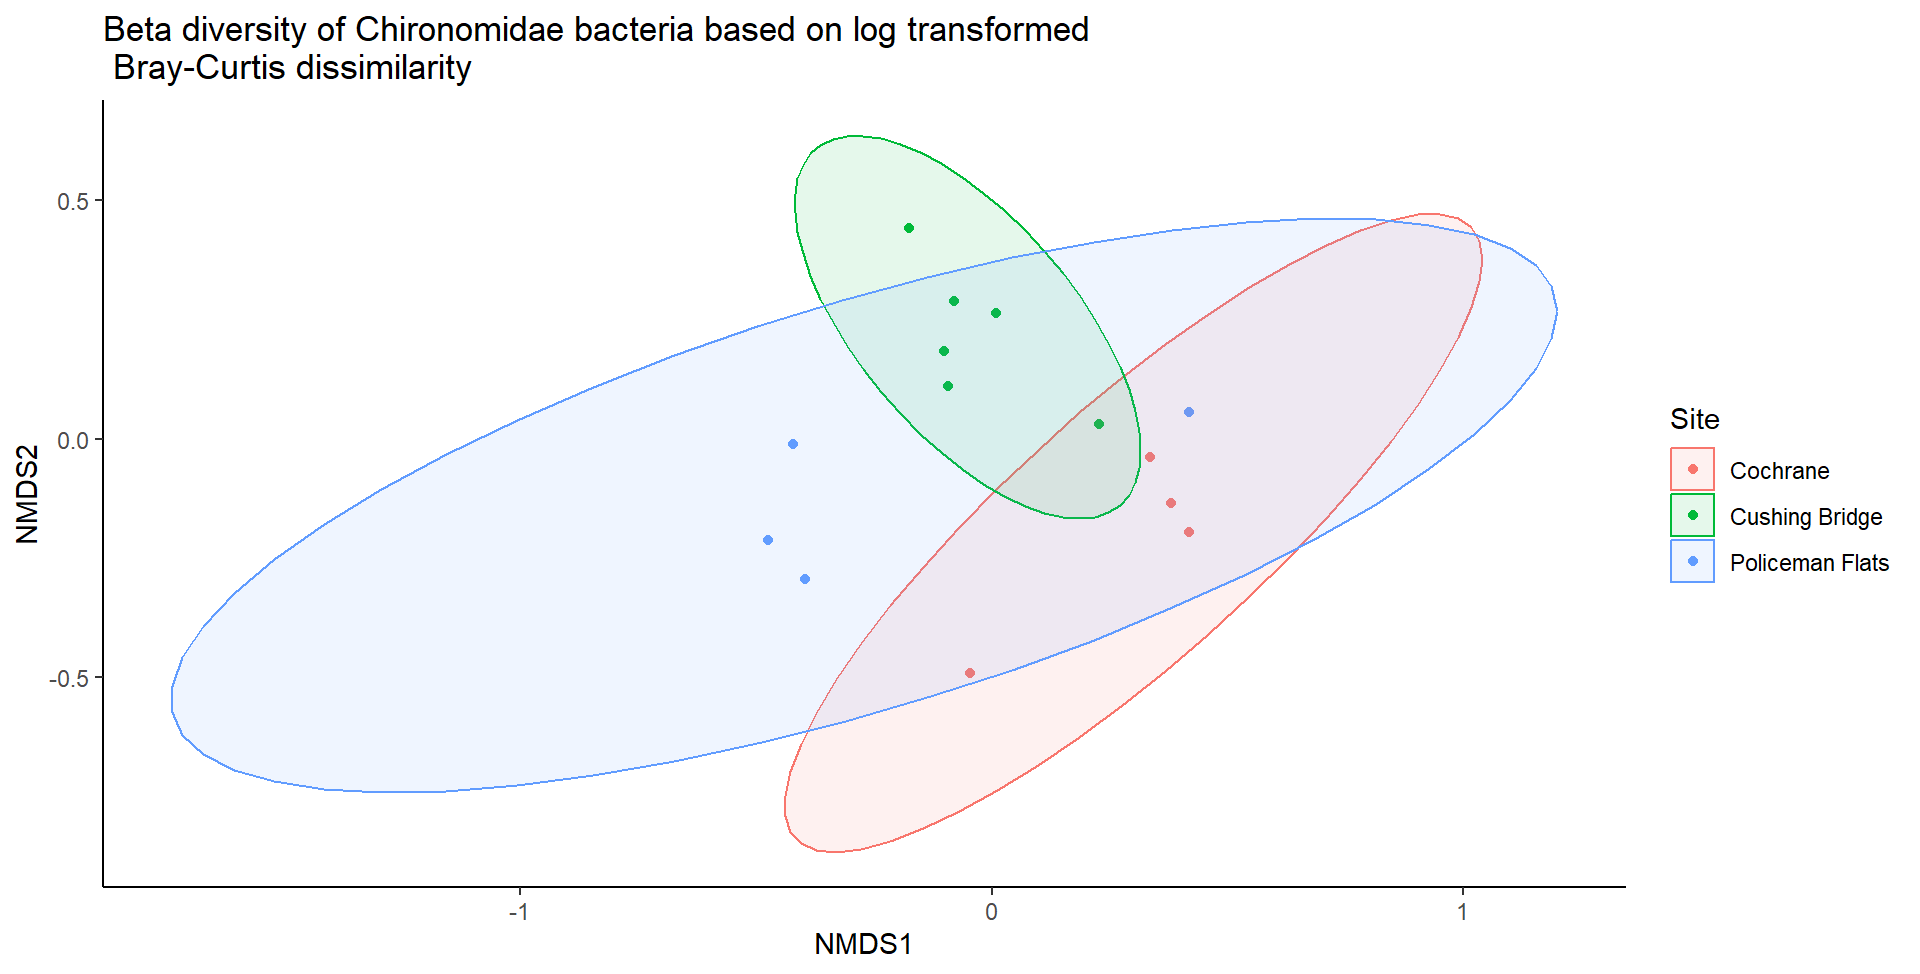 Beta diversity of Chironomidae bacteria based on log transformed
Bray-Curtis dissimilarity
0.5
0.0
-0.5
NMDS2
-1
0
1
NMDS1
Site
Cochrane
Cushing Bridge
Policeman Flats